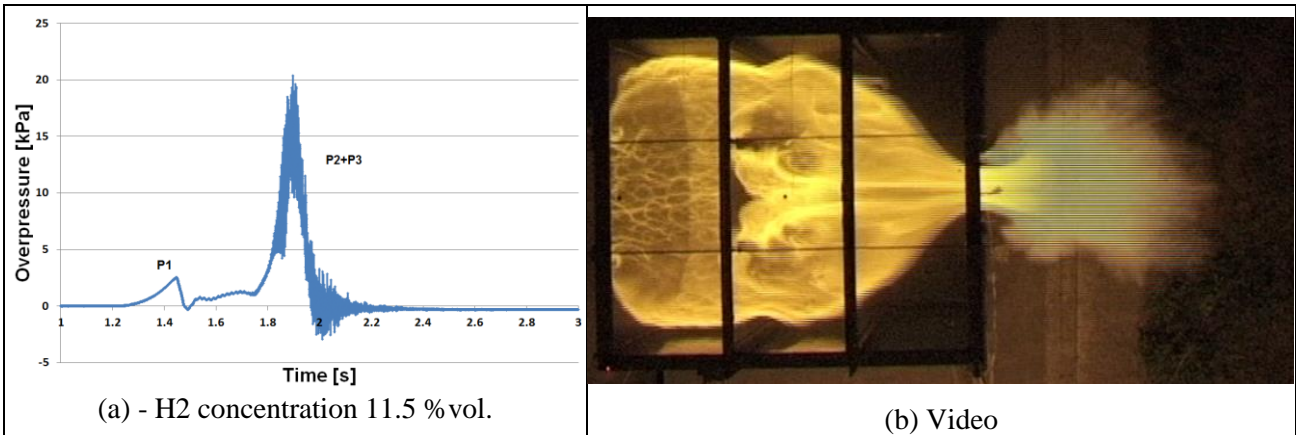 25
20
15
10
5
0
-5
Overpressure [kPa]
P1
P2+P3
1 1.2 1.4 1.6 1.8 2 2.2 2.4 2.6 2.8 3
Time [s]
(a) - H2 concentration 11.5 %vol.
(b) Video